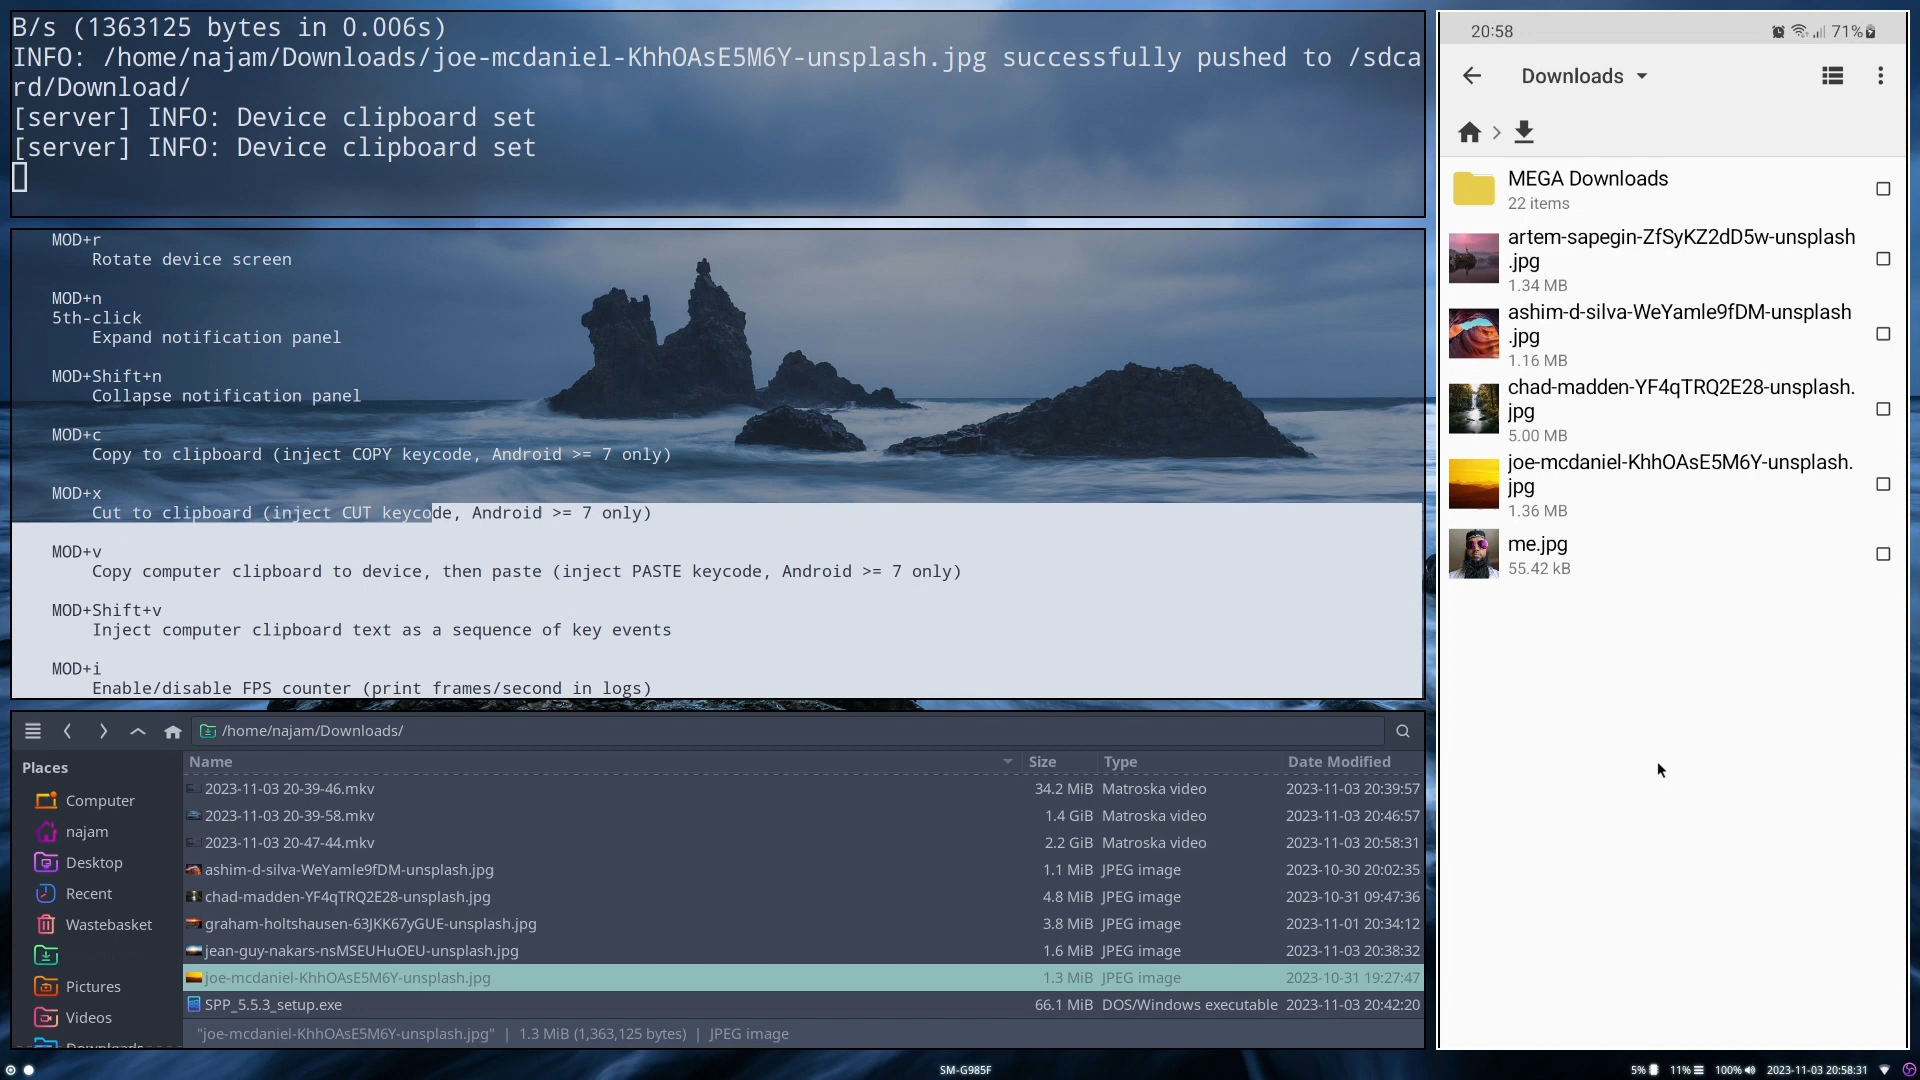 B/s (1363125 bytes in 0.006s)
INFO: /home/najam/Downloads/joe-mcdaniel-KhhOAsE5M6Y-unsplash.jpg successfully pushed to /sdca
rd/Download/
[server] INFO: Device clipboard set
[server] INFO: Device clipboard set
MOD+r
Rotate device screen
MOD+n
5th-click
Expand notification panel
MOD+Shift+n
Collapse notification panel
MOD+c
Copy to clipboard (inject COPY keycode, Android >= 7 only)
MOD+x
Cut to clipboard (inject CUT keycode, Android >= 7 only)
MOD+v
Copy computer clipboard to device, then paste (inject PASTE keycode, Android >= 7 only)
MOD+Shift+v
Inject computer clipboard text as a sequence of key events
MOD+i
Enable/disable FPS counter (print frames/second in logs)
/home/najam/Downloads/
Places
Computer
najam
Desktop
Recent
Wastebasket
Pictures
Videos
Downloads
Name Size Type Date Modified
2023-11-03 20-39-46.mkv 34.2 MiB Matroska video 2023-11-03 20:39:57
2023-11-03 20-39-58.mkv 1.4 GiB Matroska video 2023-11-03 20:46:57
2023-11-03 20-47-44.mkv 2.2 GiB Matroska video 2023-11-03 20:58:31
ashim-d-silva-WeYamle9fDM-unsplash.jpg 1.1 MiB JPEG image 2023-10-30 20:02:35
chad-madden-YF4qTRQ2E28-unsplash.jpg 4.8 MiB JPEG image 2023-10-31 09:47:36
graham-holtshausen-63JKK67yGUE-unsplash.jpg 3.8 MiB JPEG image 2023-11-01 20:34:12
jean-guy-nakars-nsMSEUHuOEU-unsplash.jpg 1.6 MiB JPEG image 2023-11-03 20:38:32
joe-mcdaniel-KhhOAsE5M6Y-unsplash.jpg 1.3 MiB JPEG image 2023-10-31 19:27:47
SPP_5.5.3_setup.exe 66.1 MiB DOS/Windows executable 2023-11-03 20:42:20
"joe-mcdaniel-KhhOAsE5M6Y-unsplash.jpg" | 1.3 MiB (1,363,125 bytes) | JPEG image
20:58 71%
Downloads
MEGA Downloads
22 items
artem-sapegin-ZfSyKZ2dD5w-unsplash
.jpg
1.34 MB
ashim-d-silva-WeYamle9fDM-unsplash
.jpg
1.16 MB
chad-madden-YF4qTRQ2E28-unsplash.
jpg
5.00 MB
joe-mcdaniel-KhhOAsE5M6Y-unsplash.
jpg
1.36 MB
me.jpg
55.42 kB
SM-G985F
5% 11% 100% 2023-11-03 20:58:31